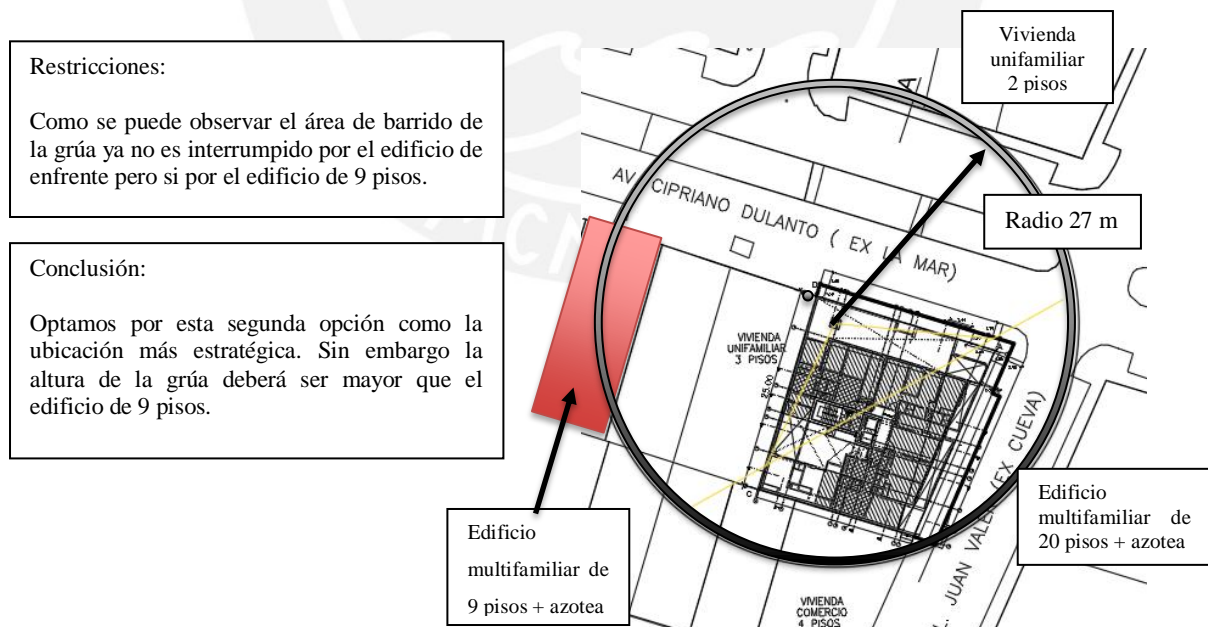 Restricciones:
Como se puede observar el área de barrido de
la grúa ya no es interrumpido por el edificio de
enfrente pero si por el edificio de 9 pisos.
Conclusión:
Optamos por esta segunda opción como la
ubicación más estratégica. Sin embargo la
altura de la grúa deberá ser mayor que el
edificio de 9 pisos.
Vivienda
unifamiliar
2 pisos
A
Radio 27 m
AV CIPRIANO DULANTO ( EX LA MAR)
VIVIENDA
UNIFAMILIAR
3 PISOS
25.00
JUAN VALER (EX CUEVA)
Edificio
multifamiliar de
20 pisos + azotea
Edificio
multifamiliar de
9 pisos + azotea
VIVIENDA
COMERCIO
4 PISOS